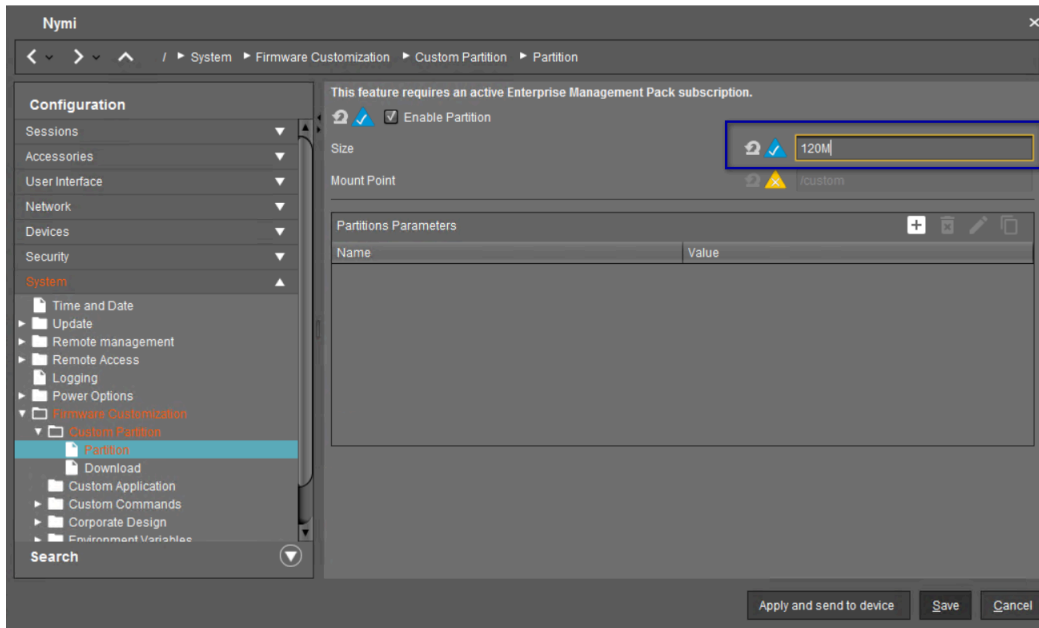 Nymi
/ System Firmware Customization Custom Partition Partition
Configuration
Sessions
Accessories
User Interface
Network
Devices
Security
System
Time and Date
Update
Remote management
Remote Access
Logging
Power Options
Firmware Customization
Custom Partition
Partition
Download
Custom Application
Custom Commands
Corporate Design
Environment Variables
Search
This feature requires an active Enterprise Management Pack subscription.
Enable Partition
Size 120M
Mount Point /custom
Partitions Parameters
Name Value
Apply and send to device Save Cancel